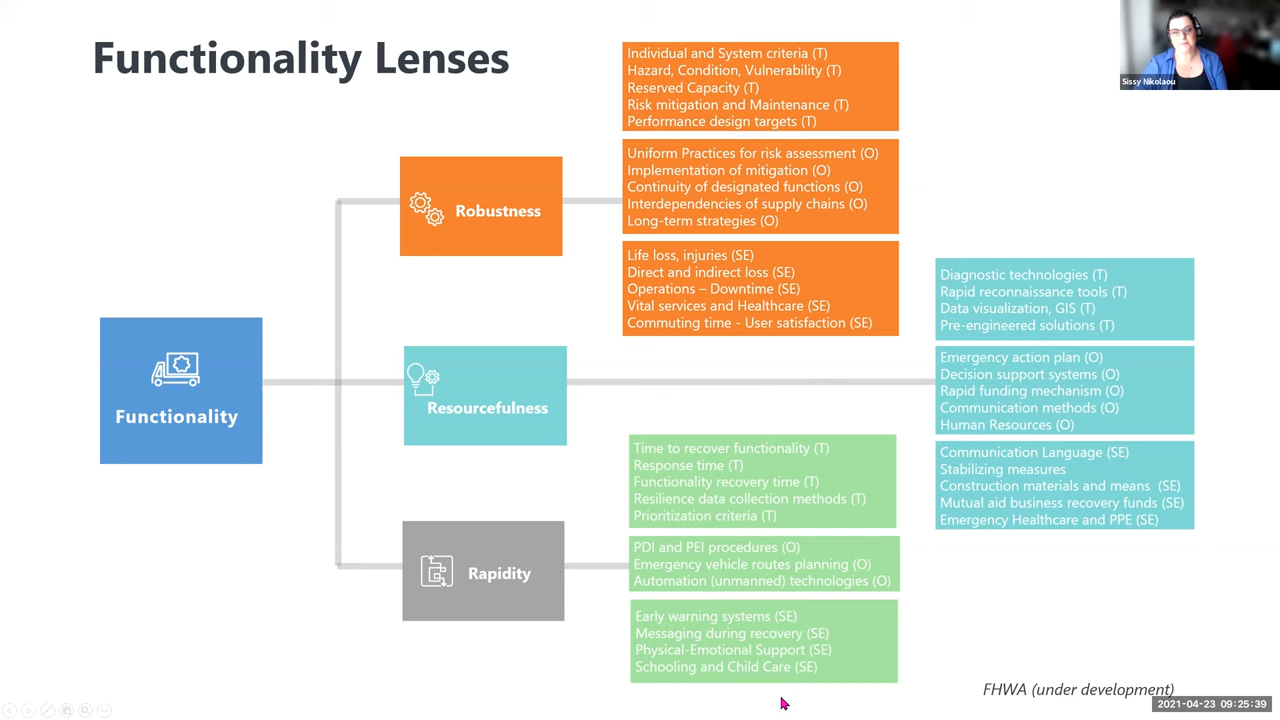 Functionality Lenses
Sissy Nikolaou
Individual and System criteria (T)
Hazard, Condition, Vulnerability (T)
Reserved Capacity (T)
Risk mitigation and Maintenance (T)
Performance design targets (T)
Uniform Practices for risk assessment (O)
Implementation of mitigation (O)
Continuity of designated functions (O)
Interdependencies of supply chains (O)
Long-term strategies (O)
Robustness
Life loss, injuries (SE)
Direct and indirect loss (SE)
Operations – Downtime (SE)
Vital services and Healthcare (SE)
Commuting time - User satisfaction (SE)
Diagnostic technologies (T)
Rapid reconnaissance tools (T)
Data visualization, GIS (T)
Pre-engineered solutions (T)
Functionality
Resourcefulness
Emergency action plan (O)
Decision support systems (O)
Rapid funding mechanism (O)
Communication methods (O)
Human Resources (O)
Communication Language (SE)
Stabilizing measures
Construction materials and means  (SE)
Mutual aid business recovery funds (SE)
Emergency Healthcare and PPE (SE)
Time to recover functionality (T)
Response time (T)
Functionality recovery time (T)
Resilience data collection methods (T)
Prioritization criteria (T)
Rapidity
PDI and PEI procedures (O)
Emergency vehicle routes planning (O)
Automation (unmanned) technologies (O)
Early warning systems (SE)
Messaging during recovery (SE)
Physical-Emotional Support (SE)
Schooling and Child Care (SE)
FHWA (under development)
2021-04-23 09:25:39